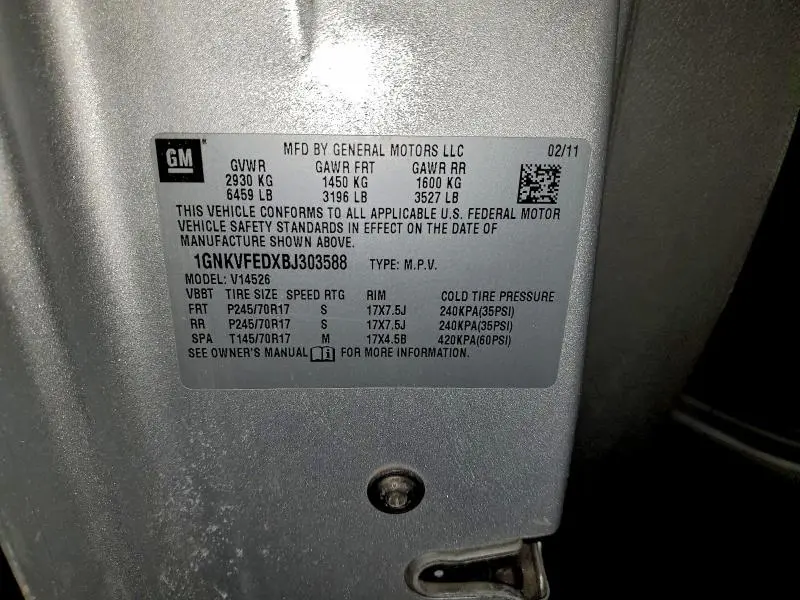 GM
MFD BY GENERAL MOTORS LLC 02/11
GVWR GAWR FRT GAWR RR
2930 KG 1450 KG 1600 KG
6459 LB 3196 LB 3527 LB
THIS VEHICLE CONFORMS TO ALL APPLICABLE U.S. FEDERAL MOTOR
VEHICLE SAFETY STANDARDS IN EFFECT ON THE DATE OF
MANUFACTURE SHOWN ABOVE.
1GNKVFEDXBJ303588 TYPE: M.P.V.
MODEL: V14526
VBBT TIRE SIZE SPEED RTG RIM COLD TIRE PRESSURE
FRT P245/70R17 S 17X7.5J 240KPA(35PSI)
RR P245/70R17 S 17X7.5J 240KPA(35PSI)
SPA T145/70R17 M 17X4.5B 420KPA(60PSI)
SEE OWNER'S MANUAL FOR MORE INFORMATION.